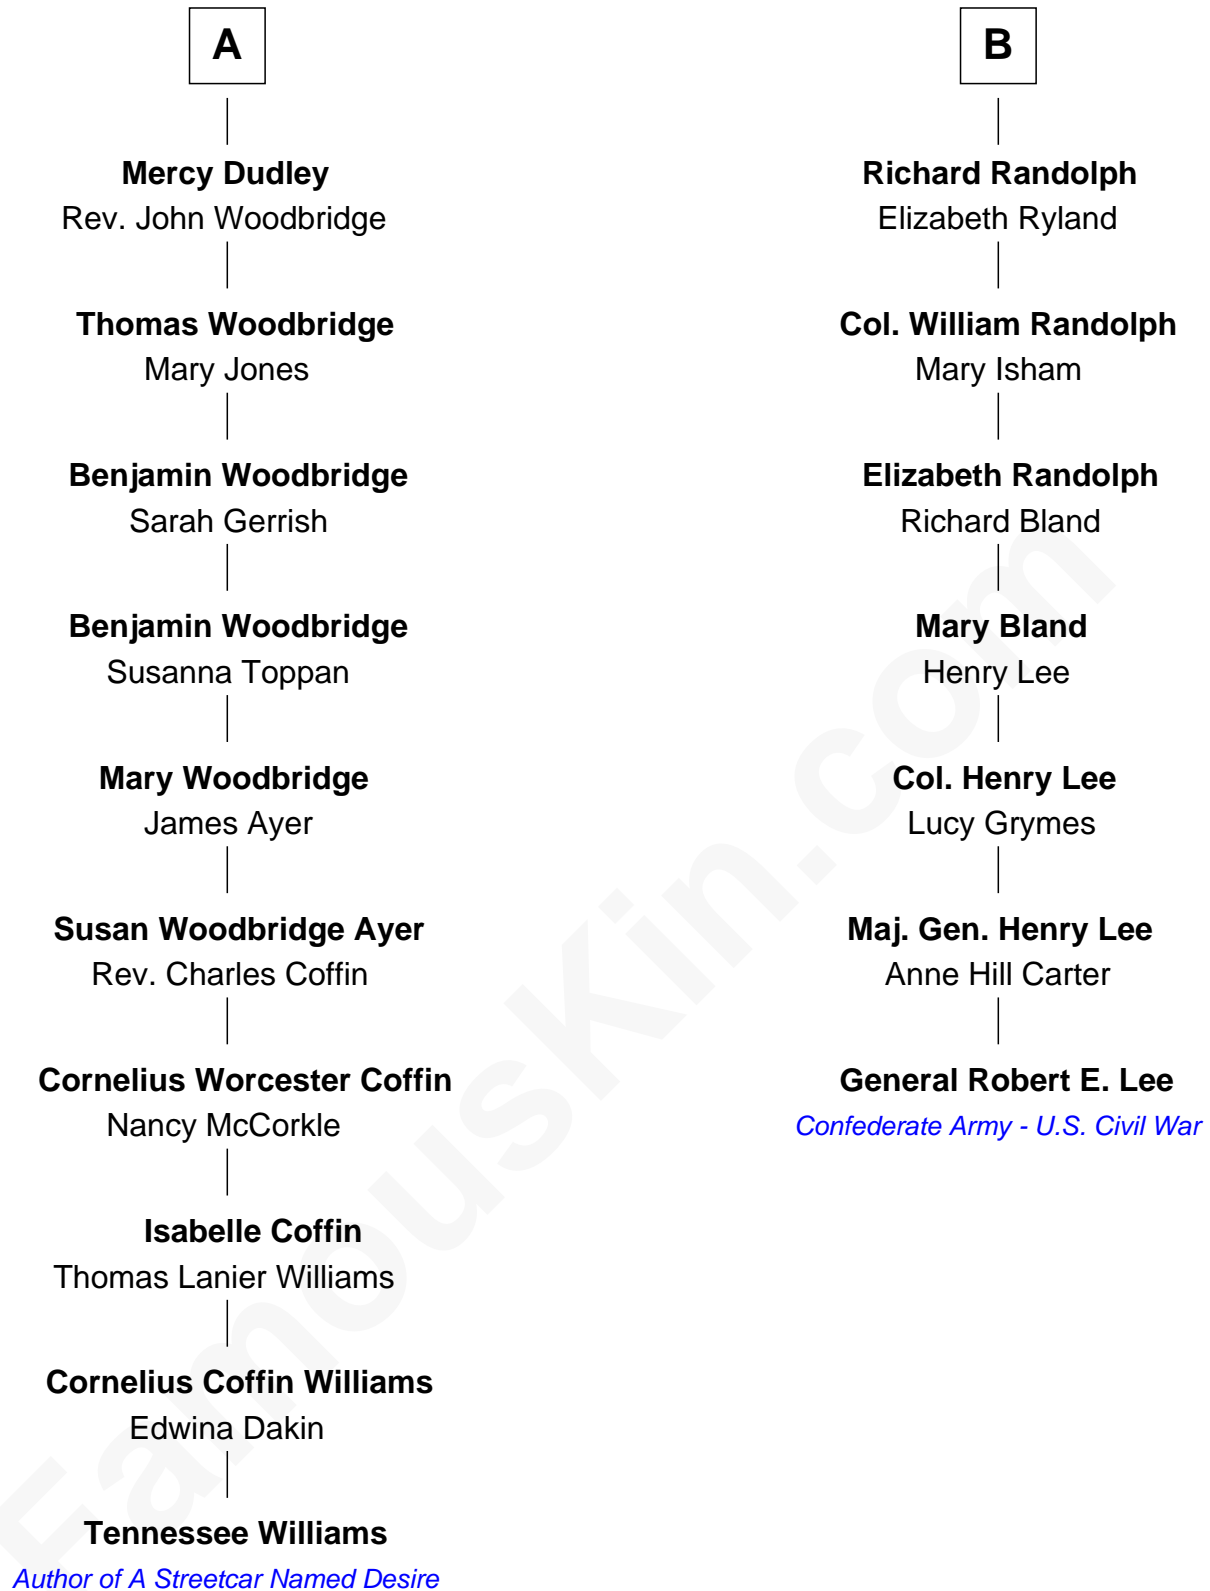 A
Mercy Dudley
Rev. John Woodbridge
Thomas Woodbridge
Mary Jones
Benjamin Woodbridge
Sarah Gerrish
Benjamin Woodbridge
Susanna Toppan
Mary Woodbridge
James Ayer
Susan Woodbridge Ayer
Rev. Charles Coffin
Cornelius Worcester Coffin
Nancy McCorkle
Isabelle Coffin
Thomas Lanier Williams
Cornelius Coffin Williams
Edwina Dakin
Tennessee Williams
Author of A Streetcar Named Desire
B
Richard Randolph
Elizabeth Ryland
Col. William Randolph
Mary Isham
Elizabeth Randolph
Richard Bland
Mary Bland
Henry Lee
Col. Henry Lee
Lucy Grymes
Maj. Gen. Henry Lee
Anne Hill Carter
General Robert E. Lee
Confederate Army - U.S. Civil War
FamousKin.com